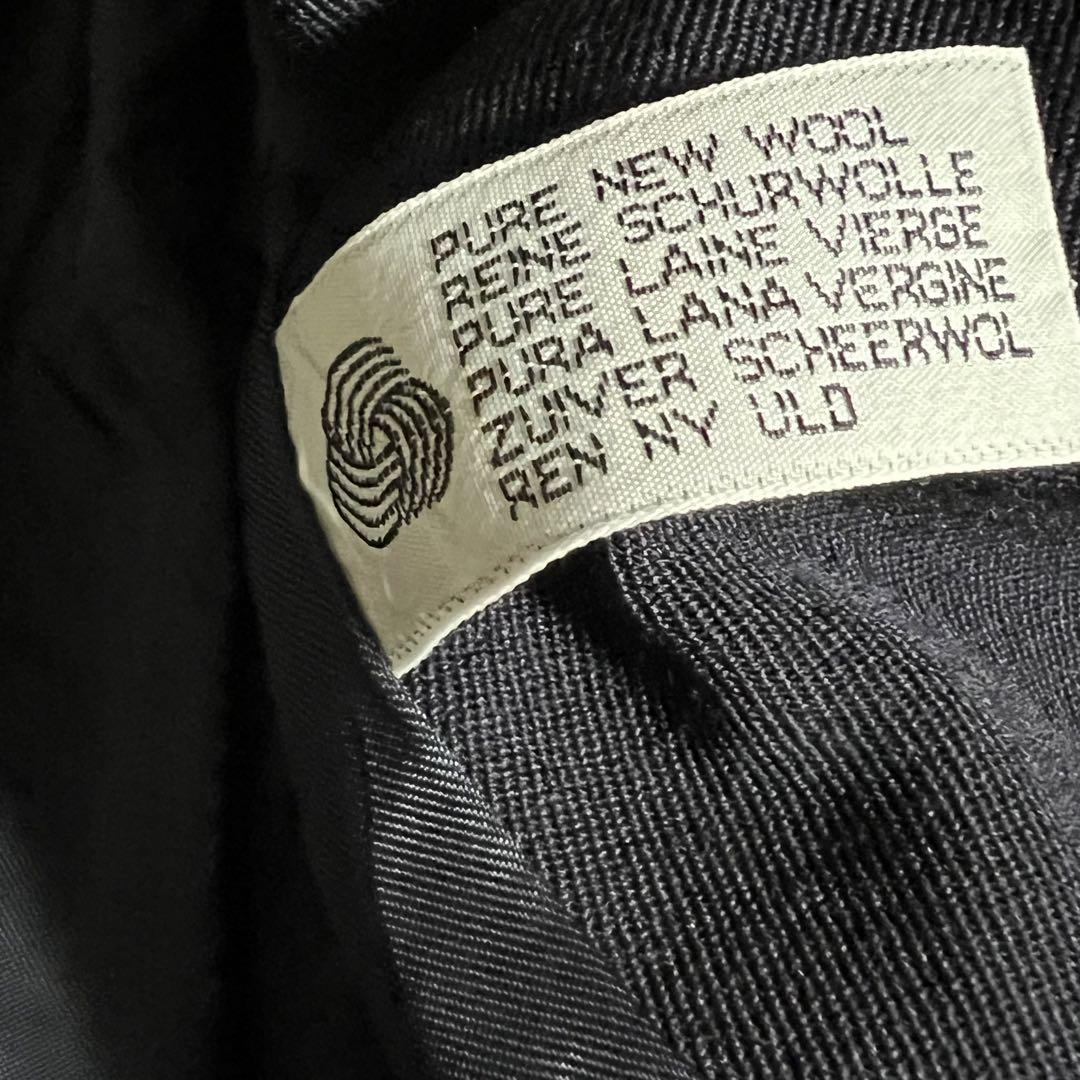 PURE NEW WOOL
REINE SCHURWOLLE
PURE LAINE VIERGE
PURA LANA VERGINE
ZUIVER SCHEERWOL
REN NY ULD